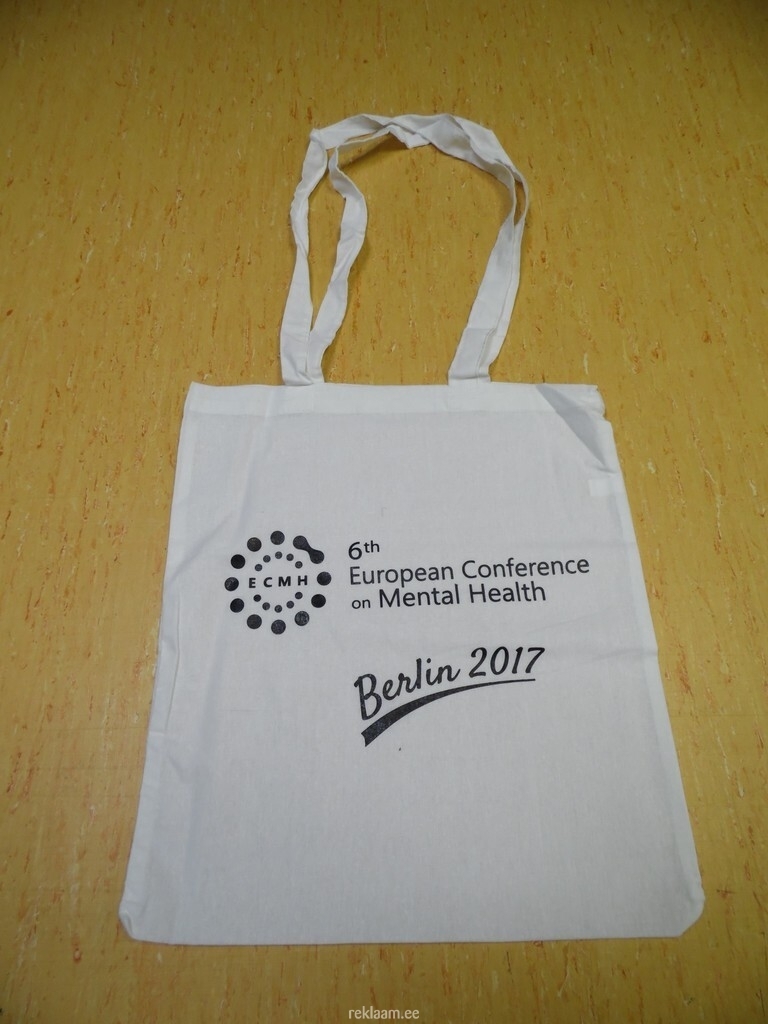 ECMH
6th
European Conference
on Mental Health
Berlin 2017
reklaam.ee